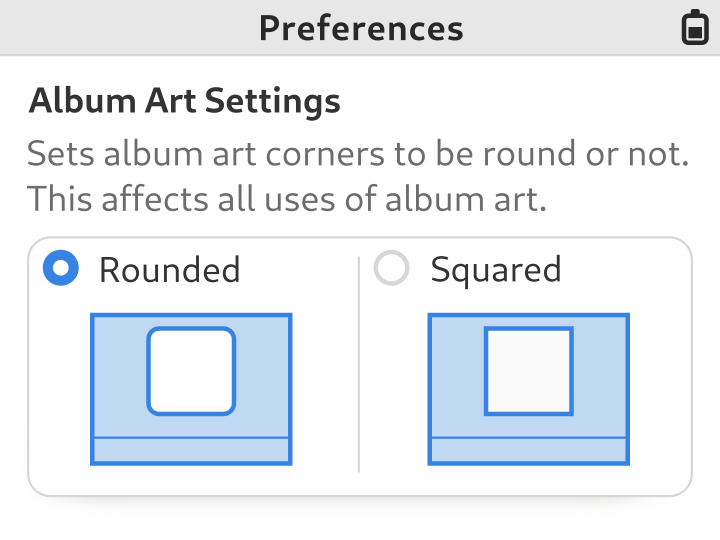 Preferences
Album Art Settings
Sets album art corners to be round or not.
This affects all uses of album art.
Rounded
Squared